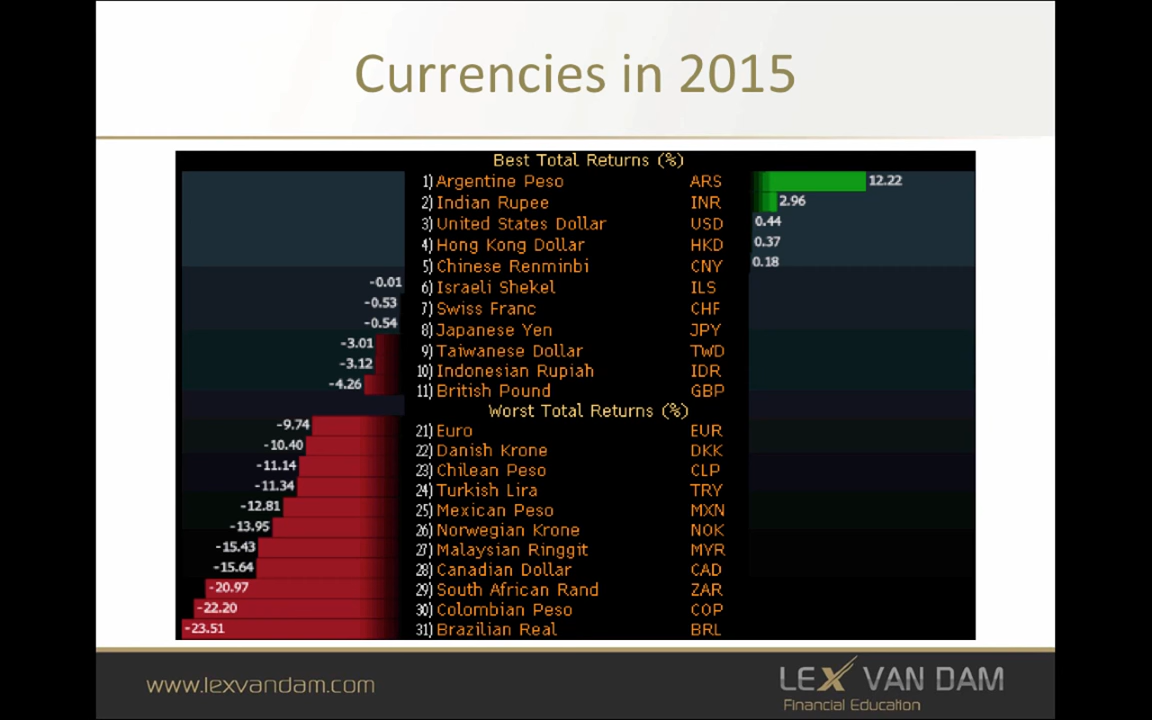 Currencies in 2015
Best Total Returns (%)
1) Argentine Peso ARS 12.22
2) Indian Rupee INR 2.96
3) United States Dollar USD 0.44
4) Hong Kong Dollar HKD 0.37
5) Chinese Renminbi CNY 0.18
-0.01 6) Israeli Shekel ILS
-0.53 7) Swiss Franc CHF
-0.54 8) Japanese Yen JPY
-3.01 9) Taiwanese Dollar TWD
-3.12 10) Indonesian Rupiah IDR
-4.26 11) British Pound GBP
Worst Total Returns (%)
-9.74 21) Euro EUR
-10.40 22) Danish Krone DKK
-11.14 23) Chilean Peso CLP
-11.34 24) Turkish Lira TRY
-12.81 25) Mexican Peso MXN
-13.95 26) Norwegian Krone NOK
-15.43 27) Malaysian Ringgit MYR
-15.64 28) Canadian Dollar CAD
-20.97 29) South African Rand ZAR
-22.20 30) Colombian Peso COP
-23.51 31) Brazilian Real BRL
www.lexvandam.com
LEX VAN DAM
Financial Education